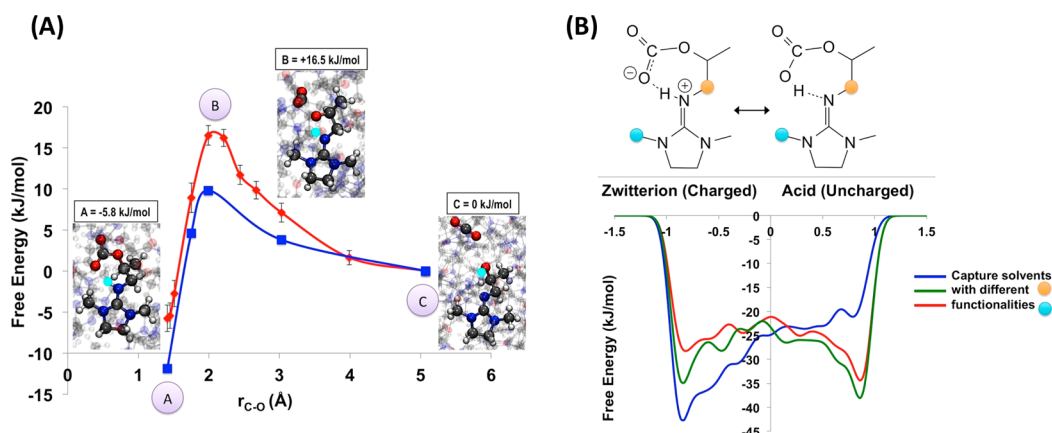 (A)
B = +16.5 kJ/mol
B
A = -5.8 kJ/mol
C = 0 kJ/mol
C
A
Free Energy (kJ/mol)
20
15
10
5
0
-5
-10
-15
0 1 2 3 4 5 6
r C-O (Å)
(B)
O O
O
⊖ O
H N ⊕
N N
O O
HO O
H N
N N
Zwitterion (Charged) Acid (Uncharged)
-1.5 -1 -0.5 0 0.5 1 1.5
0
-5
-10
-15
-20
-25
-30
-35
-40
-45
Free Energy (kJ/mol)
Capture solvents
with different
functionalities